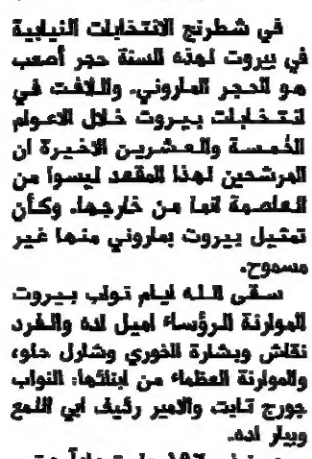 في شطرنج الانتخابات النيابية
في بيروت لهذه السنة حجر أصعب
هو الحجر الماروني. واللافت في
انتخابات بيروت خلال الاعوام
الخمسة والعشرين الاخيرة ان
المرشحين لهذا المقعد ليسوا من
العاصمة انما من خارجها. وكأن
تمثيل بيروت بماروني منها غير
مسموح.
سقى الله ايام نواب بيروت
الموارنة الرؤساء اميل اده والفرد
نقاش وبشارة الخوري وشارل حلو،
والموارنة العظماء من ابنائها: النواب
جورج تابت والامير رئيف ابي اللمع
وبيار اده.